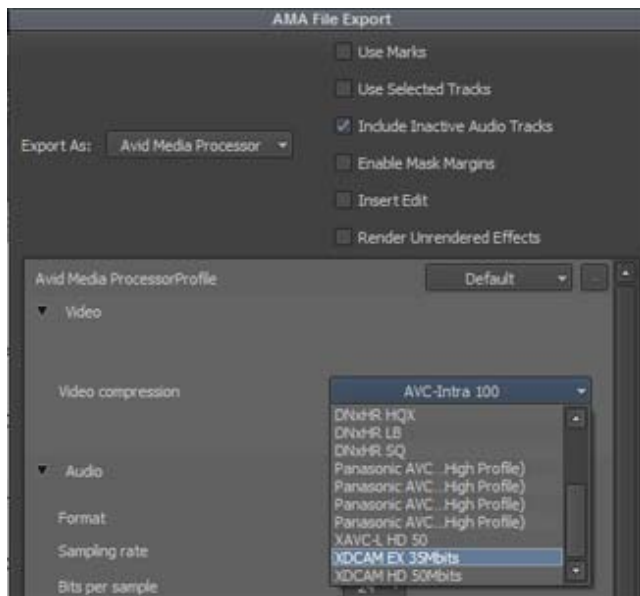 AMA File Export
Use Marks
Use Selected Tracks
Include Inactive Audio Tracks
Export As: Avid Media Processor
Enable Mask Margins
Insert Edit
Render Unrendered Effects
Avid Media ProcessorProfile Default
Video
Video compression AVC-Intra 100
DNxHR HQX
DNxHR LB
DNxHR SQ
Audio
Panasonic AVC...High Profile)
Panasonic AVC...High Profile)
Panasonic AVC...High Profile)
Format
Panasonic AVC...High Profile)
XAVC-L HD 50
Sampling rate
XDCAM EX 35Mbits
XDCAM HD 50Mbits
Bits per sample